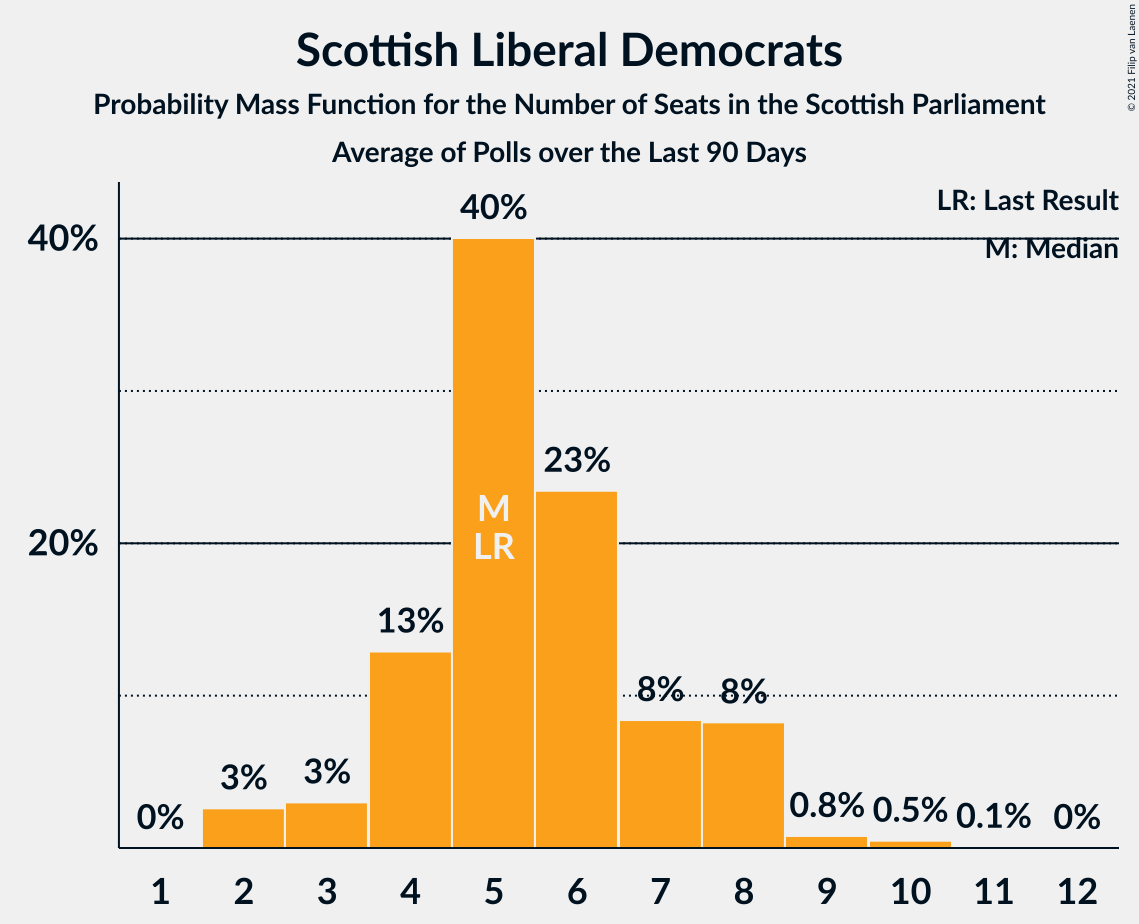 Scottish Liberal Democrats
Probability Mass Function for the Number of Seats in the Scottish Parliament
Average of Polls over the Last 90 Days
© 2021 Filip van Laenen
LR: Last Result
M: Median
40%
20%
0%
3%
3%
13%
40%
23%
8%
8%
0.8%
0.5%
0.1%
0%
M
LR
1 2 3 4 5 6 7 8 9 10 11 12